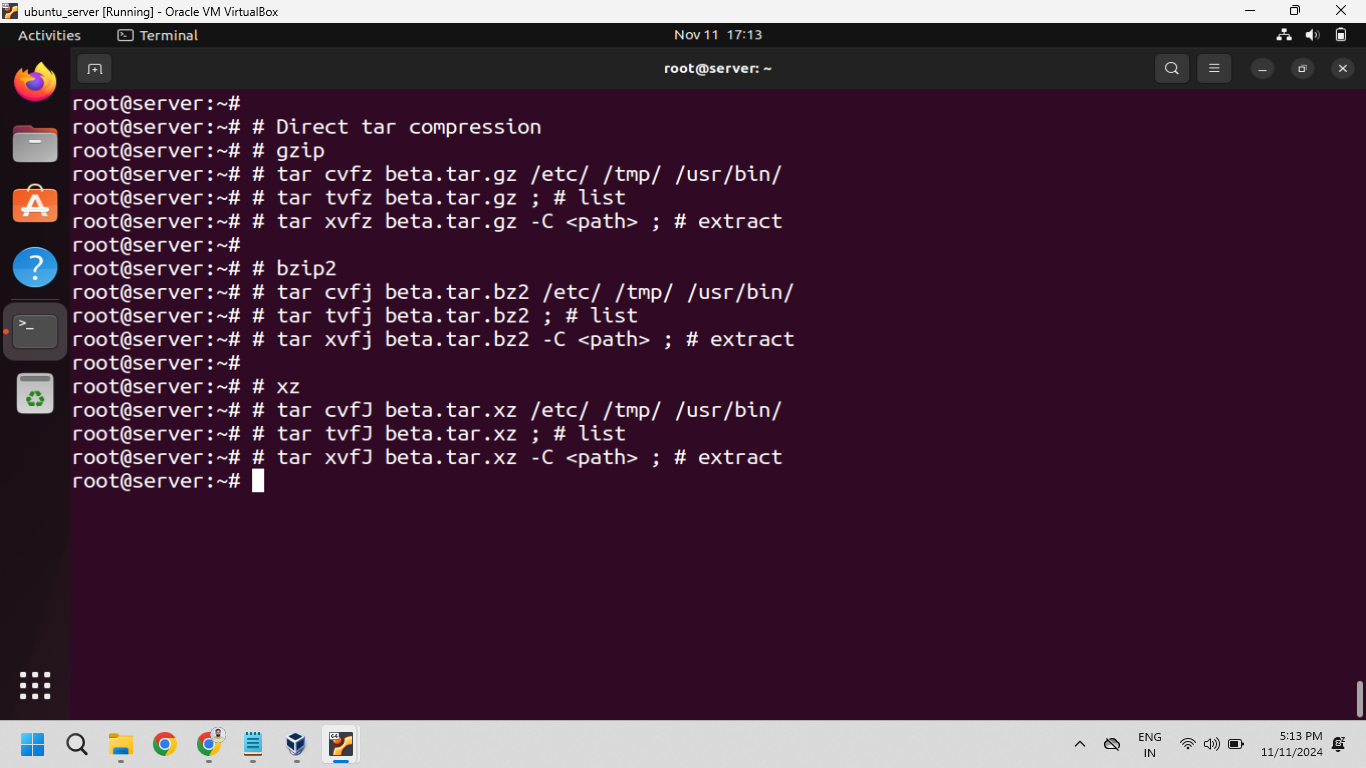 ubuntu_server [Running] - Oracle VM VirtualBox
Activities
Terminal
Nov 11 17:13
root@server: ~
root@server:~#
root@server:~# # Direct tar compression
root@server:~# # gzip
root@server:~# # tar cvfz beta.tar.gz /etc/ /tmp/ /usr/bin/
root@server:~# # tar tvfz beta.tar.gz ; # list
root@server:~# # tar xvfz beta.tar.gz -C <path> ; # extract
root@server:~#
root@server:~# # bzip2
root@server:~# # tar cvfj beta.tar.bz2 /etc/ /tmp/ /usr/bin/
root@server:~# # tar tvfj beta.tar.bz2 ; # list
root@server:~# # tar xvfj beta.tar.bz2 -C <path> ; # extract
root@server:~#
root@server:~# # xz
root@server:~# # tar cvfJ beta.tar.xz /etc/ /tmp/ /usr/bin/
root@server:~# # tar tvfJ beta.tar.xz ; # list
root@server:~# # tar xvfJ beta.tar.xz -C <path> ; # extract
root@server:~#
ENG
IN
5:13 PM
11/11/2024